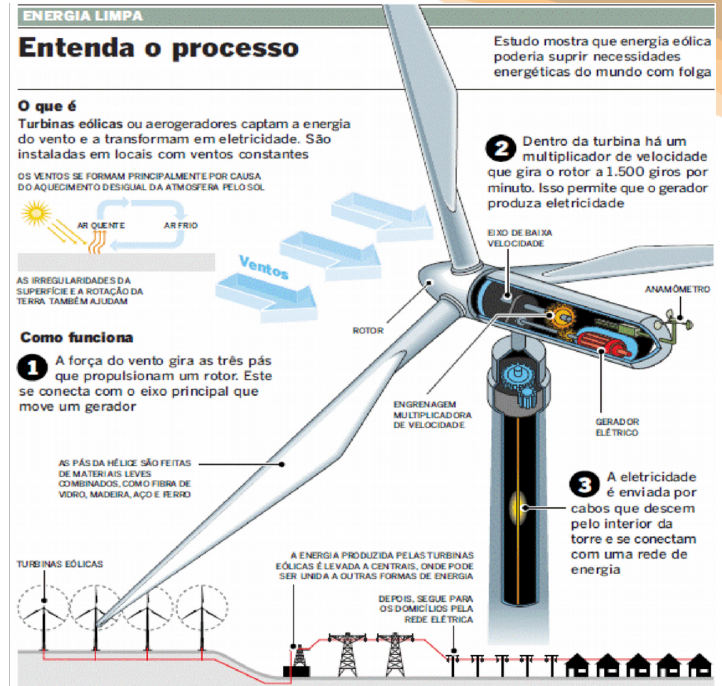 ENERGIA LIMPA
Entenda o processo
Estudo mostra que energia eólica
poderia suprir necessidades
energéticas do mundo com folga
O que é
Turbinas eólicas ou aerogeradores captam a energia
do vento e a transformam em eletricidade. São
instaladas em locais com ventos constantes
OS VENTOS SE FORMAM PRINCIPALMENTE POR CAUSA
DO AQUECIMENTO DESIGUAL DA ATMOSFERA PELO SOL
AR QUENTE
AR FRIO
AS IRREGULARIDADES DA
SUPERFÍCIE E A ROTAÇÃO DA
TERRA TAMBÉM AJUDAM
Ventos
Como funciona
1 A força do vento gira as três pás
que propulsionam um rotor. Este
se conecta com o eixo principal que
move um gerador
2 Dentro da turbina há um
multiplicador de velocidade
que gira o rotor a 1.500 giros por
minuto. Isso permite que o gerador
produza eletricidade
EIXO DE BAIXA
VELOCIDADE
ANAMÔMETRO
ROTOR
ENGRENAGEM
MULTIPLICADORA
DE VELOCIDADE
GERADOR
ELÉTRICO
AS PÁS DA HÉLICE SÃO FEITAS
DE MATERIAIS LEVES
COMBINADOS, COMO FIBRA DE
VIDRO, MADEIRA, AÇO E FERRO
3 A eletricidade
é enviada por
cabos que descem
pelo interior da
torre e se conectam
com uma rede de
energia
TURBINAS EÓLICAS
A ENERGIA PRODUZIDA PELAS TURBINAS
EÓLICAS É LEVADA A CENTRAIS, ONDE PODE
SER UNIDA A OUTRAS FORMAS DE ENERGIA
DEPOIS, SEGUE PARA
OS DOMICÍLIOS PELA
REDE ELÉTRICA